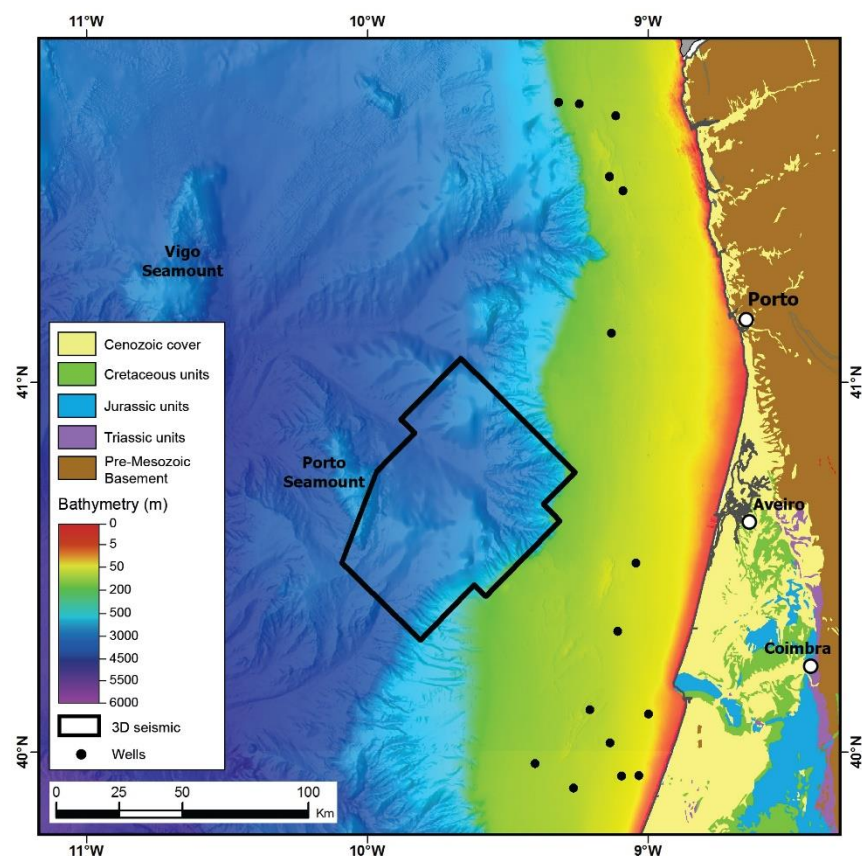 11°W
10°W
9°W
Vigo
Seamount
Porto
Cenozoic cover
Cretaceous units
Jurassic units
Triassic units
Pre-Mesozoic
Basement
Bathymetry (m)
0
5
50
200
500
3000
4500
5500
6000
3D seismic
Wells
0
25
50
100
Km
Porto
Seamount
Aveiro
Coimbra
41°N
41°N
40°N
40°N
11°W
10°W
9°W